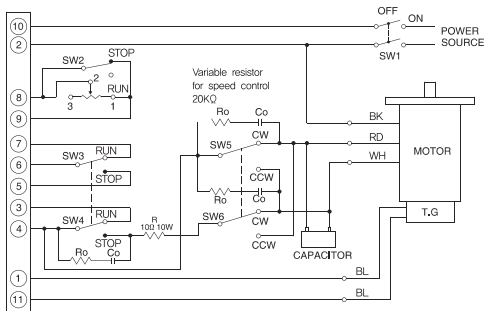 OFF
ON
10
POWER
SOURCE
2
SW1
STOP
SW2
2
RUN
8
3
1
9
Variable resistor
for speed control
20KΩ
Ro
Co
CW
SW5
CCW
Ro
Co
SW6
CW
CCW
7
RUN
6
SW3
5
STOP
3
RUN
4
SW4
STOP
R
10Ω 10W
Ro
Co
BK
RD
WH
MOTOR
T.G
CAPACITOR
1
BL
11
BL